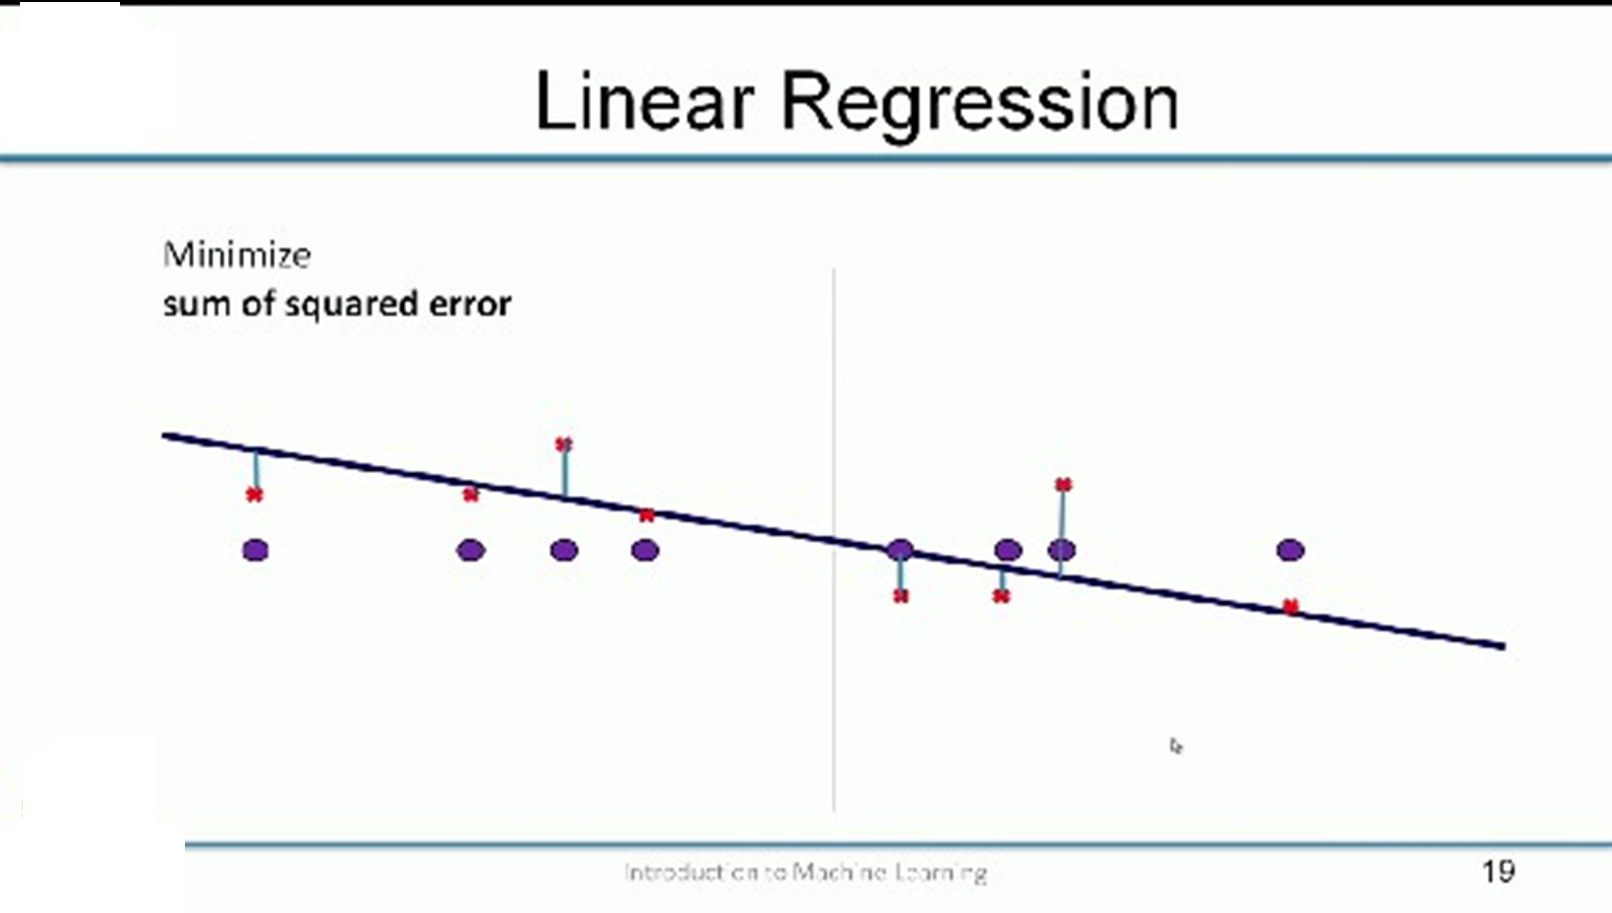 Linear Regression
Minimize
sum of squared error
Introduction to Machine Learning
19